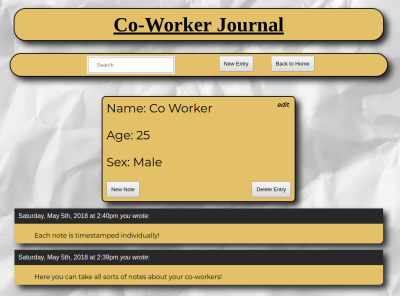 Co-Worker Journal
Search
New Entry
Back to Home
Name: Co Worker
edit
Age: 25
Sex: Male
New Note
Delete Entry
Saturday, May 5th, 2018 at 2:40pm you wrote:
Each note is timestamped individually!
Saturday, May 5th, 2018 at 2:39pm you wrote:
Here you can take all sorts of notes about your co-workers!